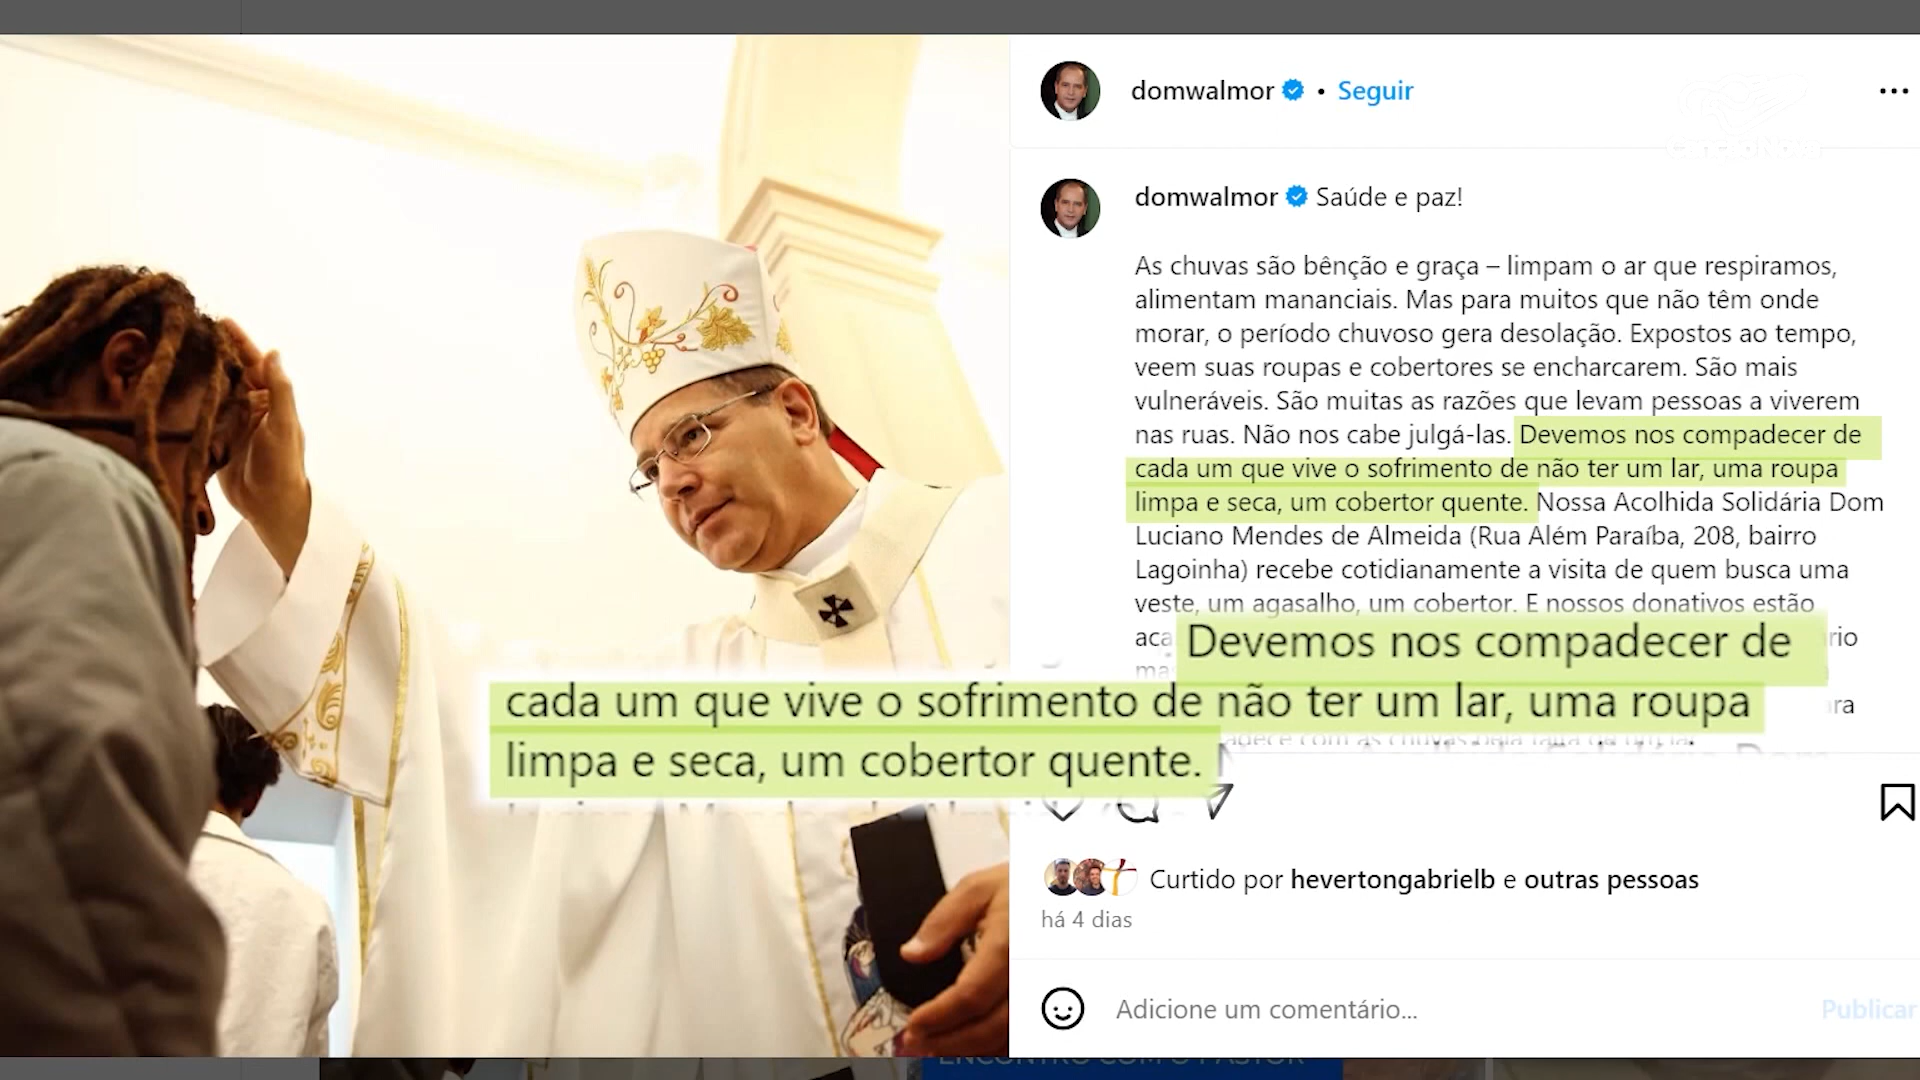 domwalmor • Seguir
domwalmor Saúde e paz!
As chuvas são bênção e graça – limpam o ar que respiramos,
alimentam mananciais. Mas para muitos que não têm onde
morar, o período chuvoso gera desolação. Expostos ao tempo,
veem suas roupas e cobertores se encharcarem. São mais
vulneráveis. São muitas as razões que levam pessoas a viverem
nas ruas. Não nos cabe julgá-las. Devemos nos compadecer de
cada um que vive o sofrimento de não ter um lar, uma roupa
limpa e seca, um cobertor quente. Nossa Acolhida Solidária Dom
Luciano Mendes de Almeida (Rua Além Paraíba, 208, bairro
Lagoinha) recebe cotidianamente a visita de quem busca uma
veste, um agasalho, um cobertor. E nossos donativos estão
Devemos nos compadecer de
cada um que vive o sofrimento de não ter um lar, uma roupa
limpa e seca, um cobertor quente.
Curtido por hevertongabrielb e outras pessoas
há 4 dias
Adicione um comentário...
Publicar
ENCONTRO COM O PASTOR
Canção Nova